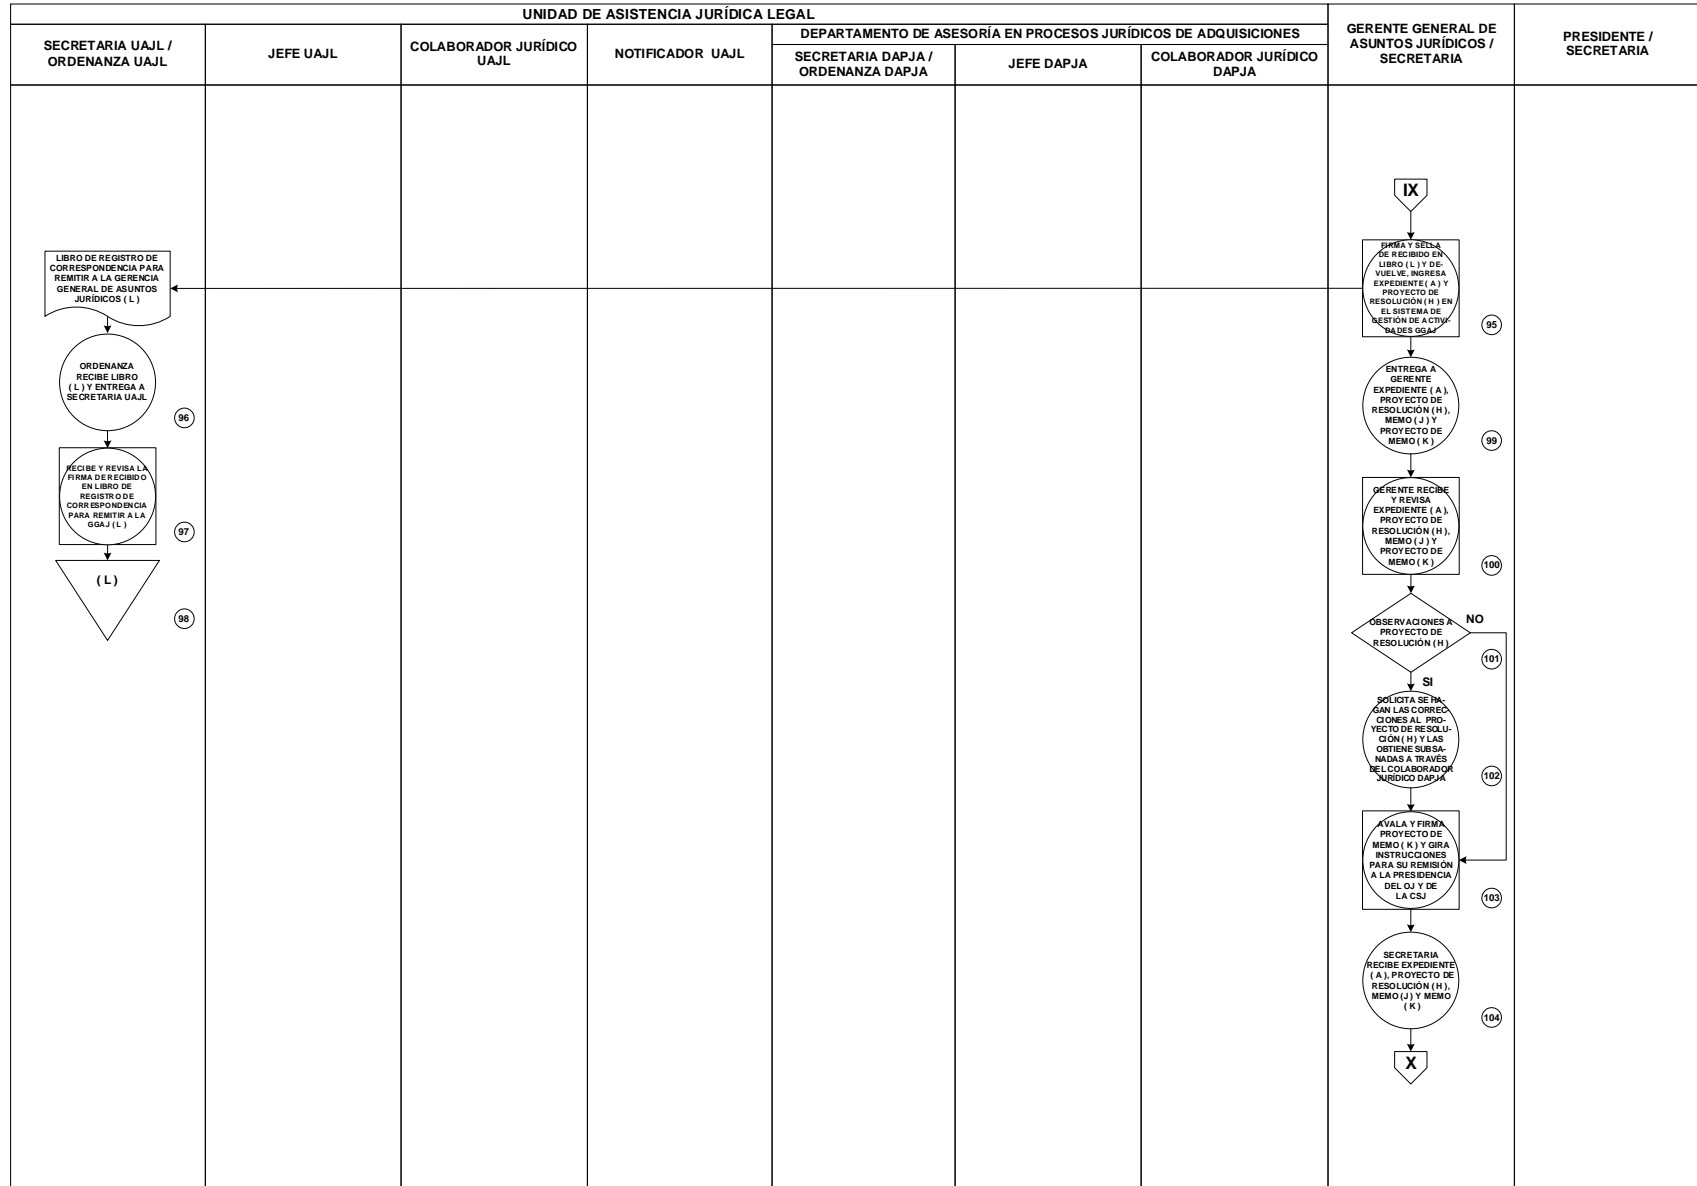 UNIDAD DE ASISTENCIA JURÍDICA LEGAL
SECRETARIA UAJL /
ORDENANZA UAJL
JEFE UAJL
COLABORADOR JURÍDICO
UAJL
NOTIFICADOR UAJL
DEPARTAMENTO DE ASESORÍA EN PROCESOS JURÍDICOS DE ADQUISICIONES
SECRETARIA DAPJA /
ORDENANZA DAPJA
JEFE DAPJA
COLABORADOR JURÍDICO
DAPJA
GERENTE GENERAL DE
ASUNTOS JURÍDICOS /
SECRETARIA
PRESIDENTE /
SECRETARIA
IX
FIRMA Y SELLA
DE RECIBIDO EN
LIBRO ( L ) Y DE-
VUELVE, INGRESA
EXPEDIENTE ( A ) Y
PROYECTO DE
RESOLUCIÓN ( H ) EN
EL SISTEMA DE
GESTIÓN DE ACTIVI-
DADES GGAJ
95
LIBRO DE REGISTRO DE
CORRESPONDENCIA PARA
REMITIR A LA GERENCIA
GENERAL DE ASUNTOS
JURÍDICOS ( L )
ORDENANZA
RECIBE LIBRO
( L ) Y ENTREGA A
SECRETARIA UAJL
96
RECIBE Y REVISA LA
FIRMA DE RECIBIDO
EN LIBRO DE
REGISTRO DE
CORRESPONDENCIA
PARA REMITIR A LA
GGAJ ( L )
97
( L )
98
ENTREGA A
GERENTE
EXPEDIENTE ( A ),
PROYECTO DE
RESOLUCIÓN ( H ),
MEMO ( J ) Y
PROYECTO DE
MEMO ( K )
99
GERENTE RECIBE
Y REVISA
EXPEDIENTE ( A ),
PROYECTO DE
RESOLUCIÓN ( H ),
MEMO ( J ) Y
PROYECTO DE
MEMO ( K )
100
OBSERVACIONES A
PROYECTO DE
RESOLUCIÓN ( H )
NO
101
SI
SOLICITA SE HA-
GAN LAS CORREC-
CIONES AL PRO-
YECTO DE RESOLU-
CIÓN ( H ) Y LAS
OBTIENE SUBSA-
NADAS A TRAVÉS
DEL COLABORADOR
JURÍDICO DAPJA
102
AVALA Y FIRMA
PROYECTO DE
MEMO ( K ) Y GIRA
INSTRUCCIONES
PARA SU REMISIÓN
A LA PRESIDENCIA
DEL OJ Y DE
LA CSJ
103
SECRETARIA
RECIBE EXPEDIENTE
( A ), PROYECTO DE
RESOLUCIÓN ( H ),
MEMO ( J ) Y MEMO
( K )
104
X